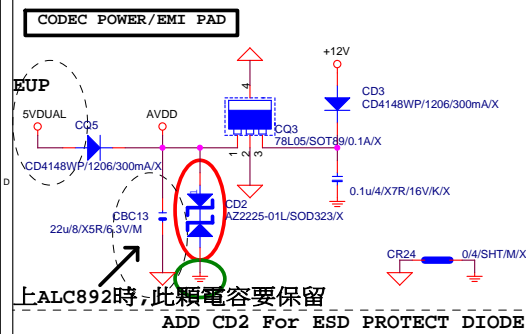 CODEC POWER/EMI PAD
+12V
EUP
4
CD3
CD4148WP/1206/300mA/X
5VDUAL
AVDD
CQ5
CQ3
78L05/SOT89/0.1A/X
1
2
3
CD4148WP/1206/300mA/X
D
0.1u/4/X7R/16V/K/X
CD2
AZ2225-01L/SOD323/X
CBC13
22u/8/X5R/6.3V/M
CR24
0/4/SHT/M/X
上ALC892時,此顆電容要保留
ADD CD2 For ESD PROTECT DIODE